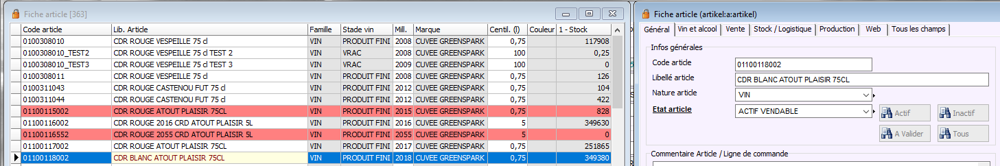 Fiche article [363]
Code article Lib. Article Famille Stade vin Mill. Marque Centil. (l) Couleur 1 - Stock
0100308010 CDR ROUGE VESPEILLE 75 cl VIN PRODUIT FINI 2008 CUVEE GREENSPARK 0,75 117908
0100308010_TEST2 CDR ROUGE VESPEILLE 75 cl TEST 2 VIN VRAC 2008 CUVEE GREENSPARK 100 0,25
0100308010_TEST3 CDR ROUGE VESPEILLE 75 cl TEST 3 VIN VRAC 2009 CUVEE GREENSPARK 100 0
0100308011 CDR ROUGE VESPEILLE 75 cl VIN PRODUIT FINI 2008 CUVEE GREENSPARK 0,75 126
0100311043 CDR ROUGE CASTENOU FUT 75 cl VIN PRODUIT FINI 2012 CUVEE GREENSPARK 0,75 104
0100311044 CDR ROUGE CASTENOU FUT 75 cl VIN PRODUIT FINI 2012 CUVEE GREENSPARK 0,75 422
01100115002 CDR ROUGE ATOUT PLAISIR 75CL VIN PRODUIT FINI 2015 CUVEE GREENSPARK 0,75 828
01100116002 CDR ROUGE 2016 CRD ATOUT PLAISIR 5L VIN PRODUIT FINI 2016 CUVEE GREENSPARK 5 349630
01100116552 CDR ROUGE 2055 CRD ATOUT PLAISIR 5L VIN PRODUIT FINI 2055 CUVEE GREENSPARK 5 0
01100117002 CDR ROUGE ATOUT PLAISIR 75CL VIN PRODUIT FINI 2017 CUVEE GREENSPARK 0,75 251865
01100118002 CDR BLANC ATOUT PLAISIR 75CL VIN PRODUIT FINI 2018 CUVEE GREENSPARK 0,75 349380
Fiche article (artikel:a:artikel)
Général Vin et alcool Vente Stock / Logistique Production Web Tous les champs
Infos générales
Code article 01100118002
Libellé article CDR BLANC ATOUT PLAISIR 75CL
Nature article VIN
Etat article ACTIF VENDABLE Actif Inactif
A Valider Tous
Commentaire Article / Ligne de commande